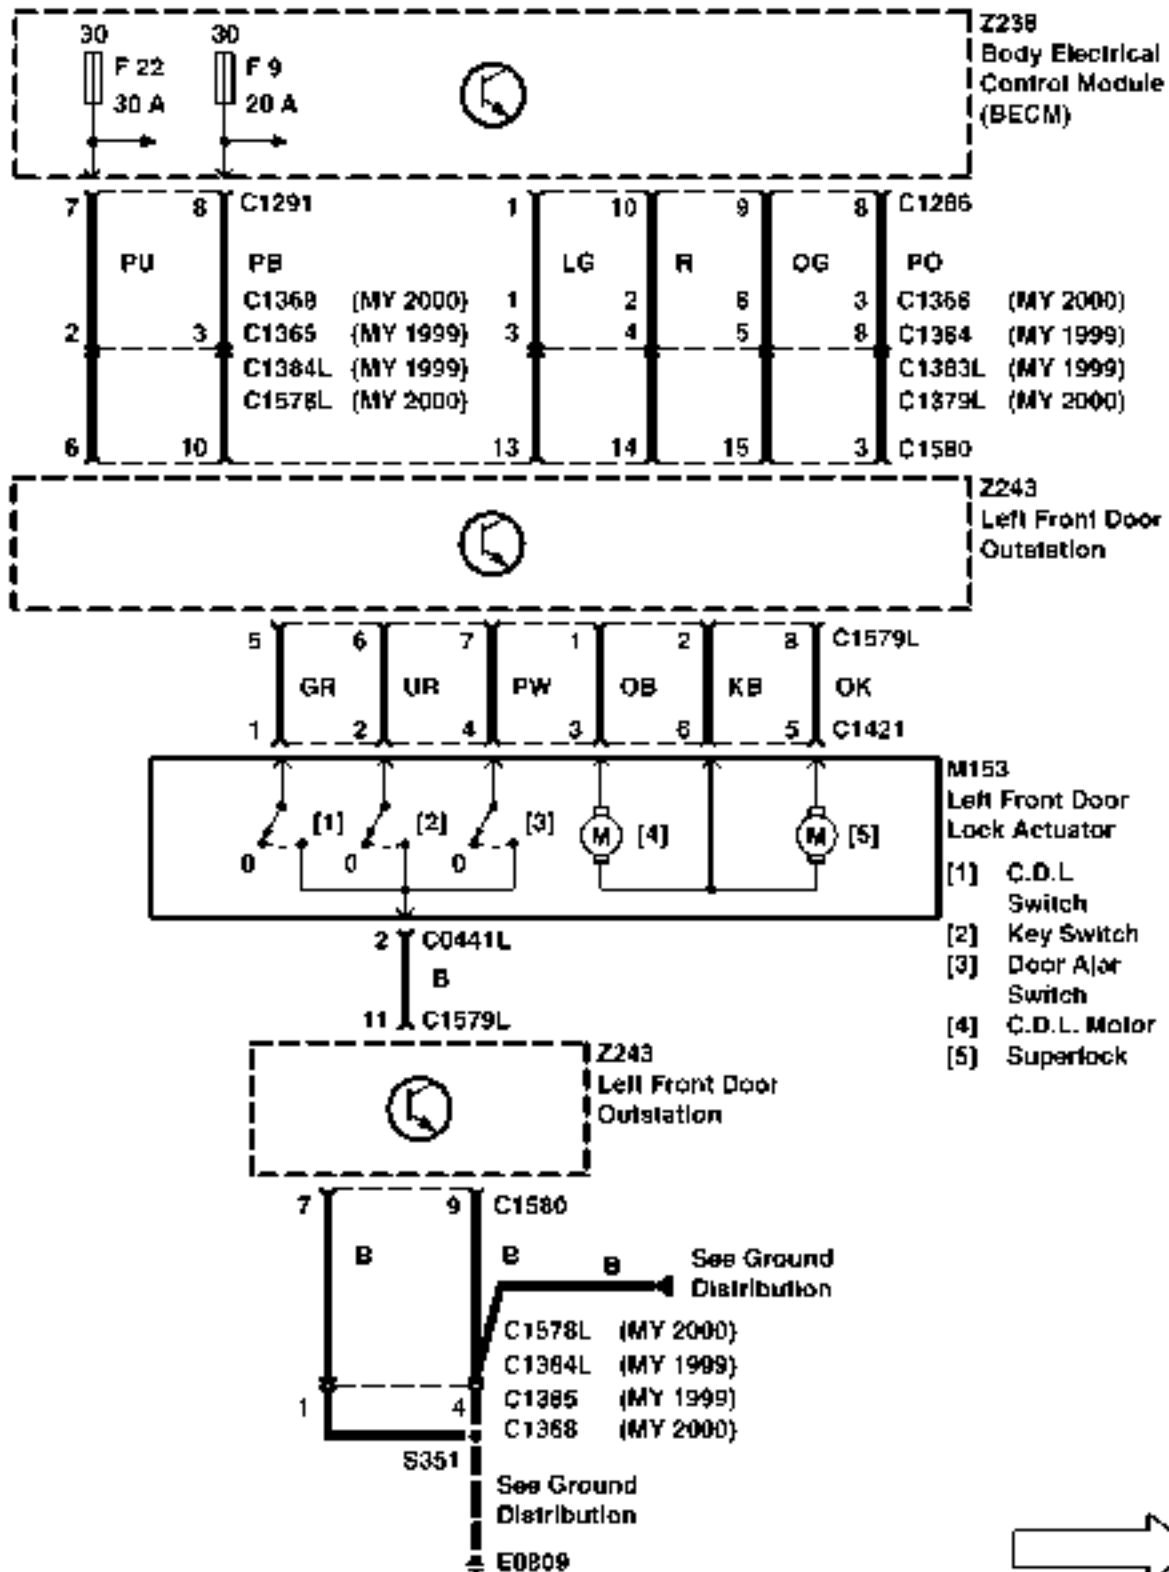 30 30
F 22 F 9
30 A 20 A
Z238
Body Electrical
Control Module
(BECM)
7 8 C1291 1 10 9 8 C1286
PU PB LG R OG PO
C1368 (MY 2000) 1 2 6 3 C1366 (MY 2000)
2 3 C1365 (MY 1999) 3 4 5 8 C1364 (MY 1999)
C1384L (MY 1999) C1383L (MY 1999)
C1578L (MY 2000) C1379L (MY 2000)
6 10 13 14 15 3 C1580
Z243
Left Front Door
Outstation
5 6 7 1 2 8 C1579L
GR UR PW OB KB OK
1 2 4 3 6 5 C1421
M153
Left Front Door
Lock Actuator
[1] [2] [3] M [4] M [5]
0 0 0
[1] C.D.L
Switch
[2] Key Switch
[3] Door Ajar
Switch
[4] C.D.L. Motor
[5] Superlock
2 C0441L
B
11 C1579L
Z243
Left Front Door
Outstation
7 9 C1580
B B B
See Ground
Distribution
C1578L (MY 2000)
C1384L (MY 1999)
1 4 C1365 (MY 1999)
C1368 (MY 2000)
S351
See Ground
Distribution
E0809